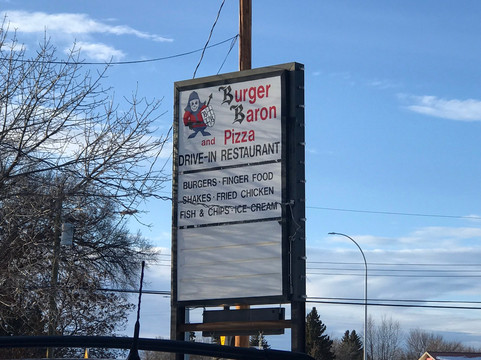 Burger
Baron
and Pizza
DRIVE-IN RESTAURANT
BURGERS · FINGER FOOD
SHAKES · FRIED CHICKEN
FISH & CHIPS · ICE CREAM